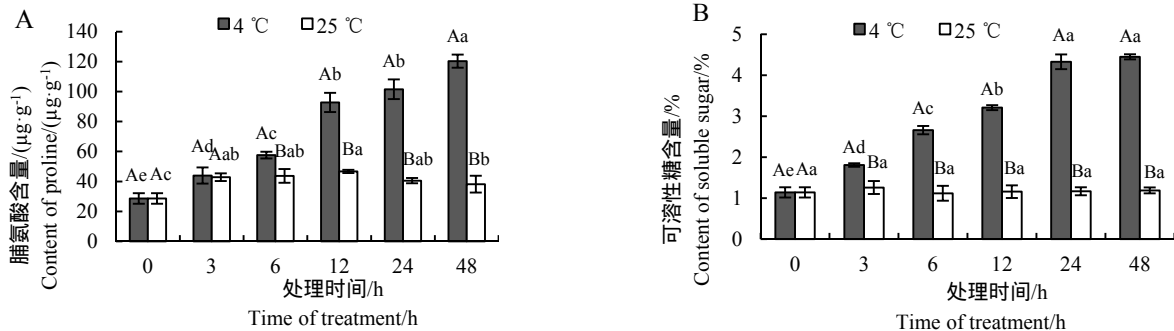 A
4 ℃ 25 ℃
脯氨酸含量/(μg·g⁻¹)
Content of proline/(μg·g⁻¹)
140
120
100
80
60
40
20
0
Ae Ac
Ad Aab
Ac Bab
Ab Ba
Ab Bab
Aa Bb
0 3 6 12 24 48
处理时间/h
Time of treatment/h
B
4 ℃ 25 ℃
可溶性糖含量/%
Content of soluble sugar/%
5
4
3
2
1
0
Ae Aa
Ad Ba
Ac Ba
Ab Ba
Aa Ba
Aa Ba
0 3 6 12 24 48
处理时间/h
Time of treatment/h